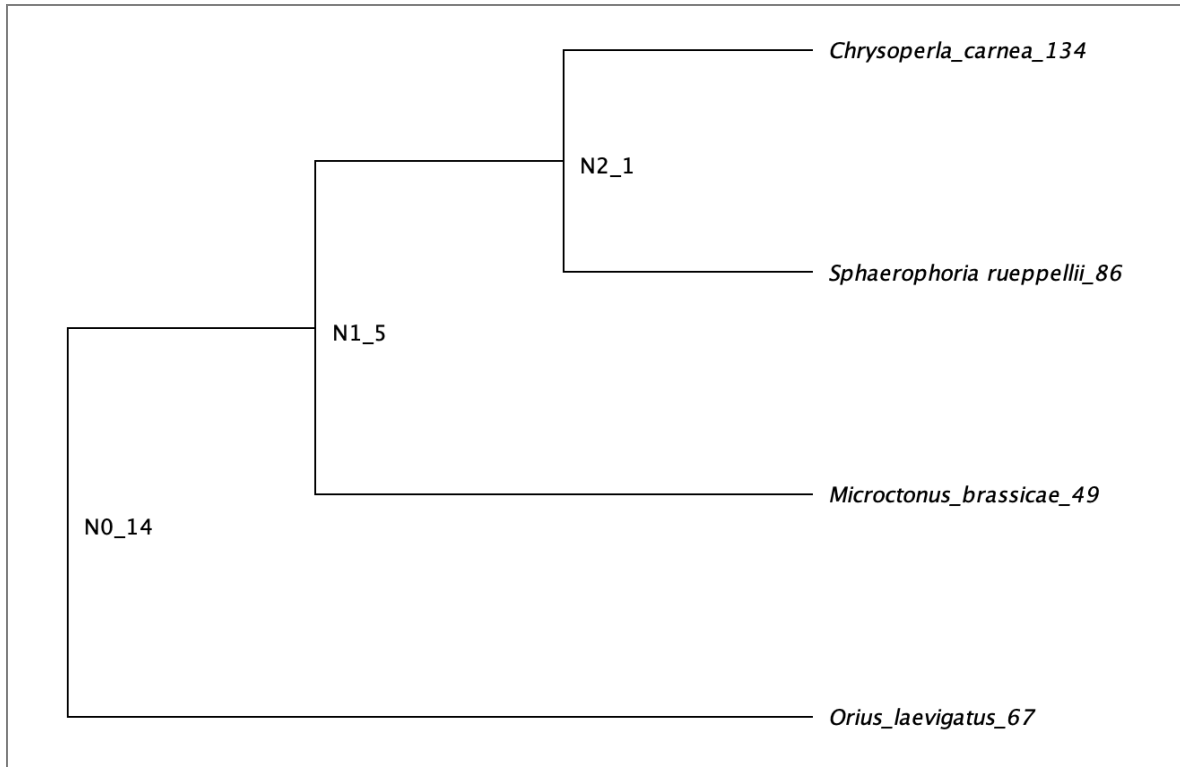 Chrysoperla_carnea_134
N2_1
Sphaerophoria rueppellii_86
N1_5
Microctonus_brassicae_49
N0_14
Orius_laevigatus_67